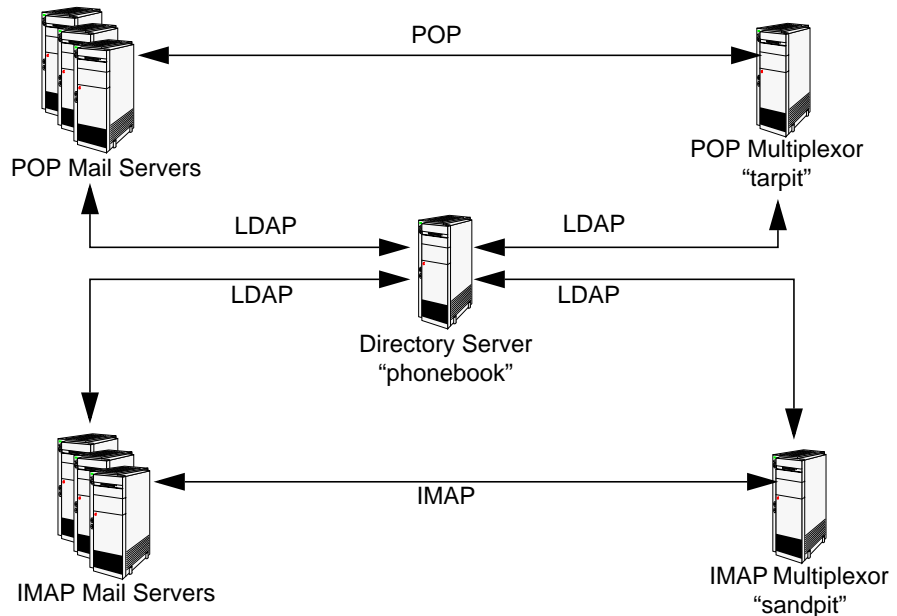 POP
POP Mail Servers
POP Multiplexor
“tarpit”
LDAP
LDAP
LDAP
LDAP
Directory Server
“phonebook”
IMAP
IMAP Mail Servers
IMAP Multiplexor
“sandpit”